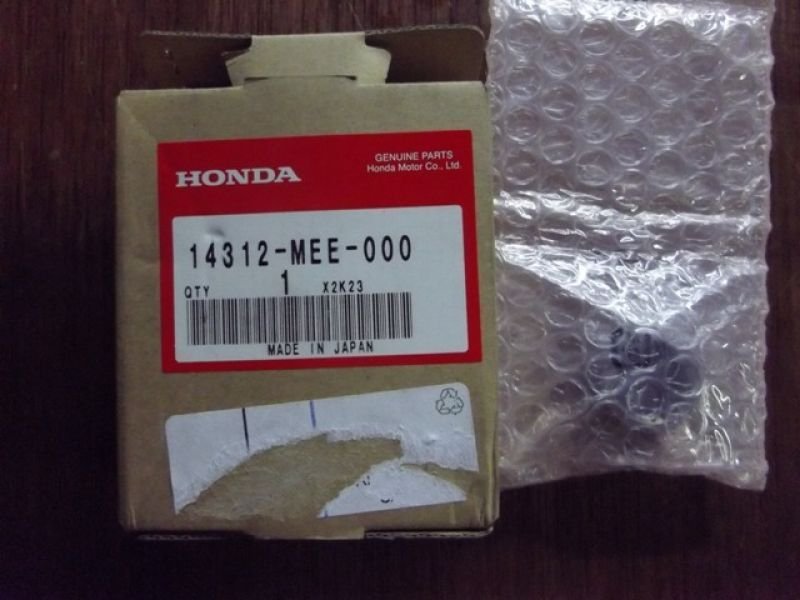 HONDA
GENUINE PARTS
Honda Motor Co., Ltd.
14312-MEE-000
QTY 1 X2K23
MADE IN JAPAN